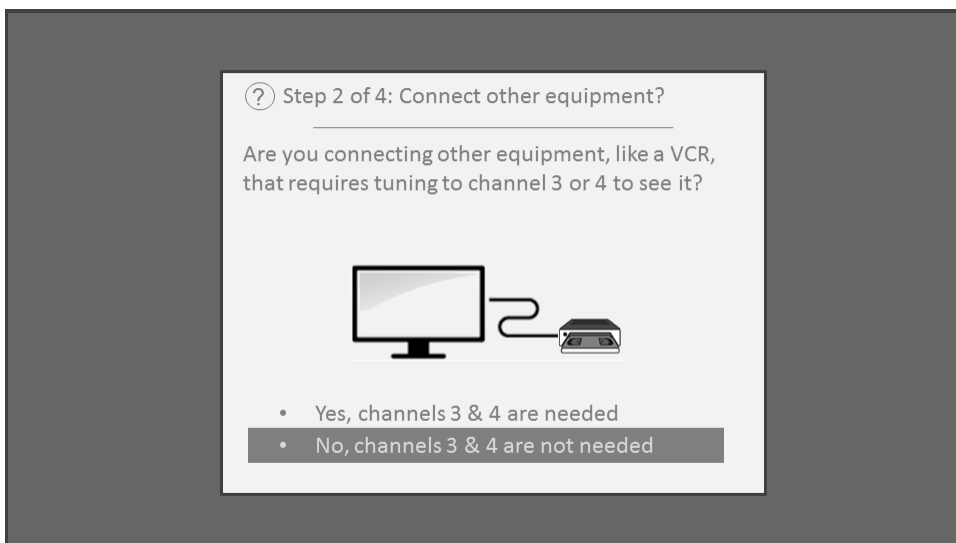 ? Step 2 of 4: Connect other equipment?
Are you connecting other equipment, like a VCR,
that requires tuning to channel 3 or 4 to see it?
• Yes, channels 3 & 4 are needed
• No, channels 3 & 4 are not needed